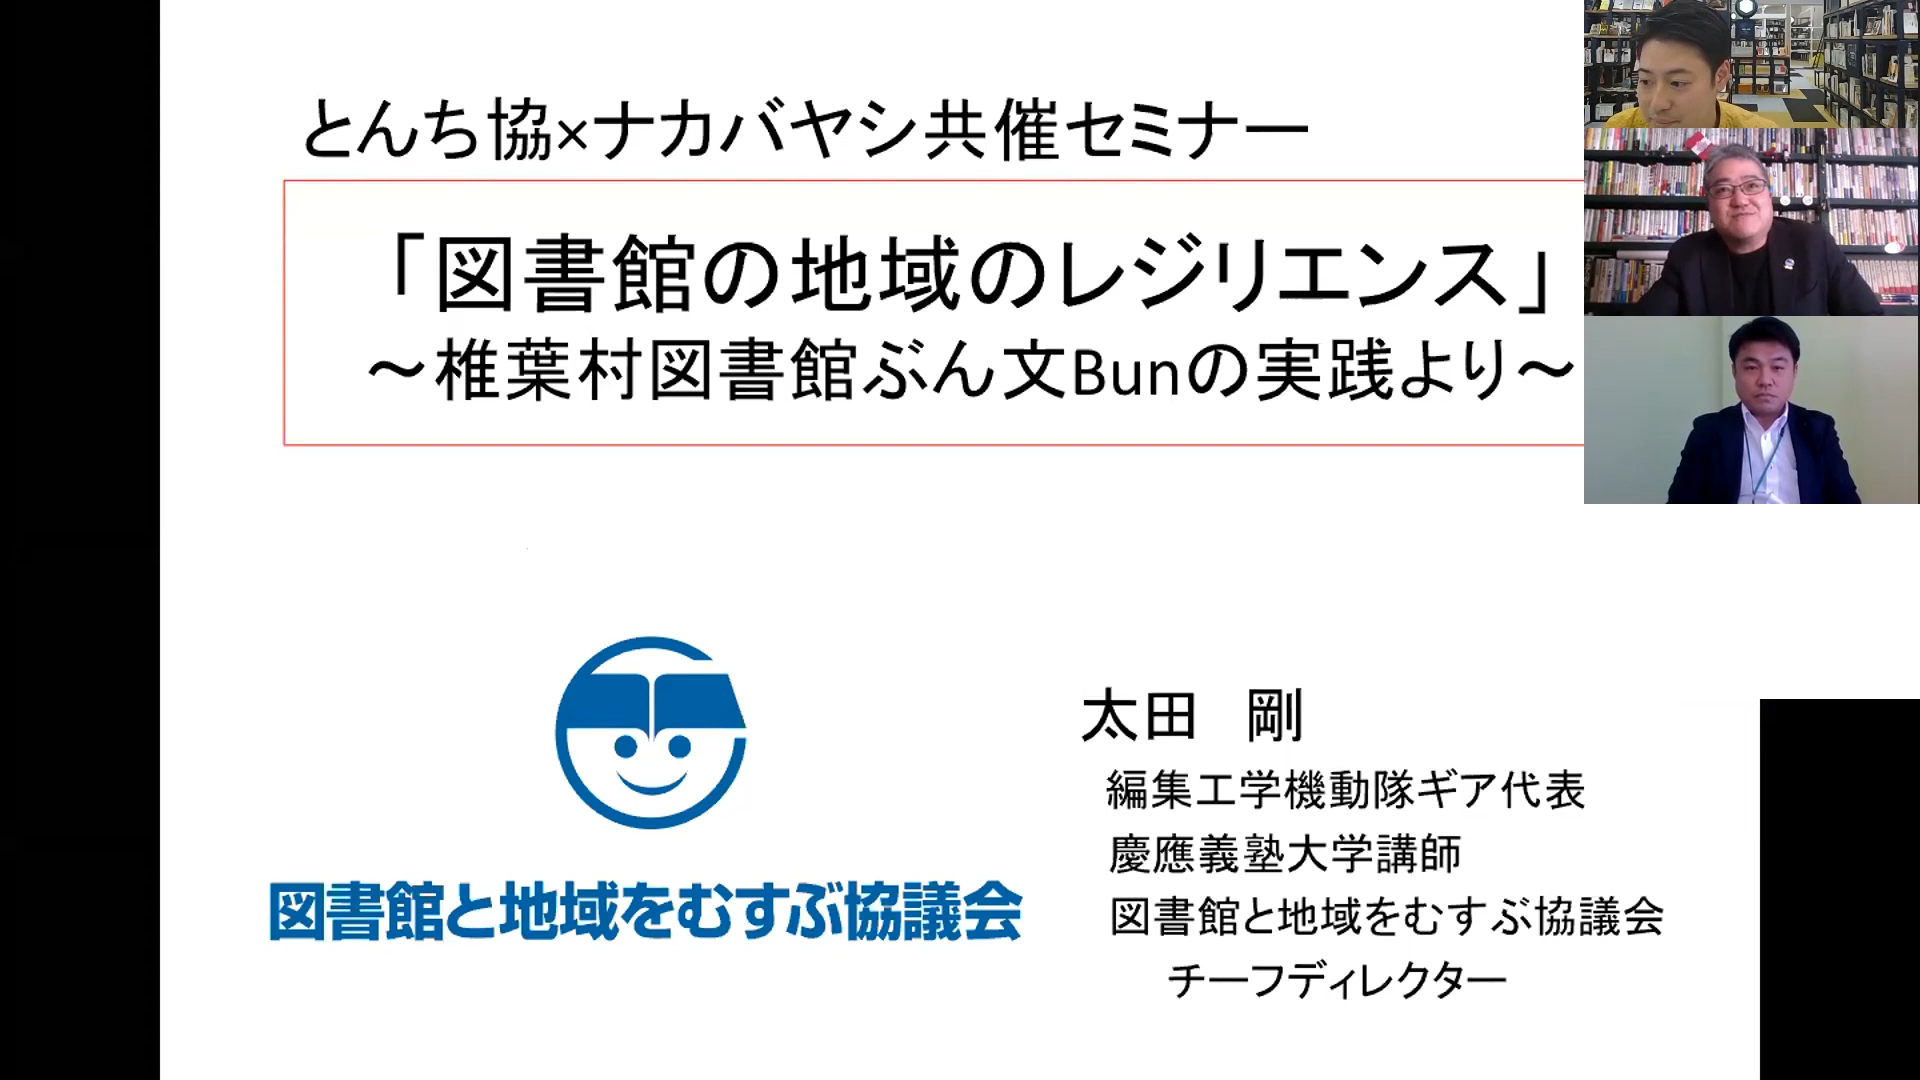 とんち協×ナカバヤシ共催セミナー
「図書館の地域のレジリエンス」
～椎葉村図書館ぶん文Bunの実践より～
図書館と地域をむすぶ協議会
太田　剛
編集工学機動隊ギア代表
慶應義塾大学講師
図書館と地域をむすぶ協議会
チーフディレクター